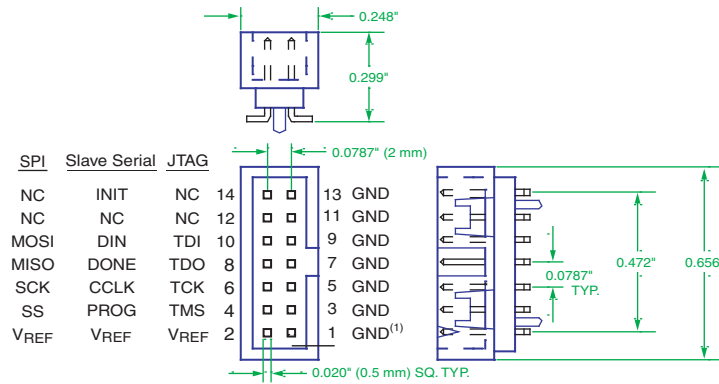 0.248"
0.299"
0.0787" (2 mm)
SPI Slave Serial JTAG
NC INIT NC 14 13 GND
NC NC NC 12 11 GND
MOSI DIN TDI 10 9 GND
MISO DONE TDO 8 7 GND
SCK CCLK TCK 6 5 GND
SS PROG TMS 4 3 GND
VREF VREF VREF 2 1 GND(1)
0.0787"
TYP.
0.472"
0.656"
0.020" (0.5 mm) SQ. TYP.